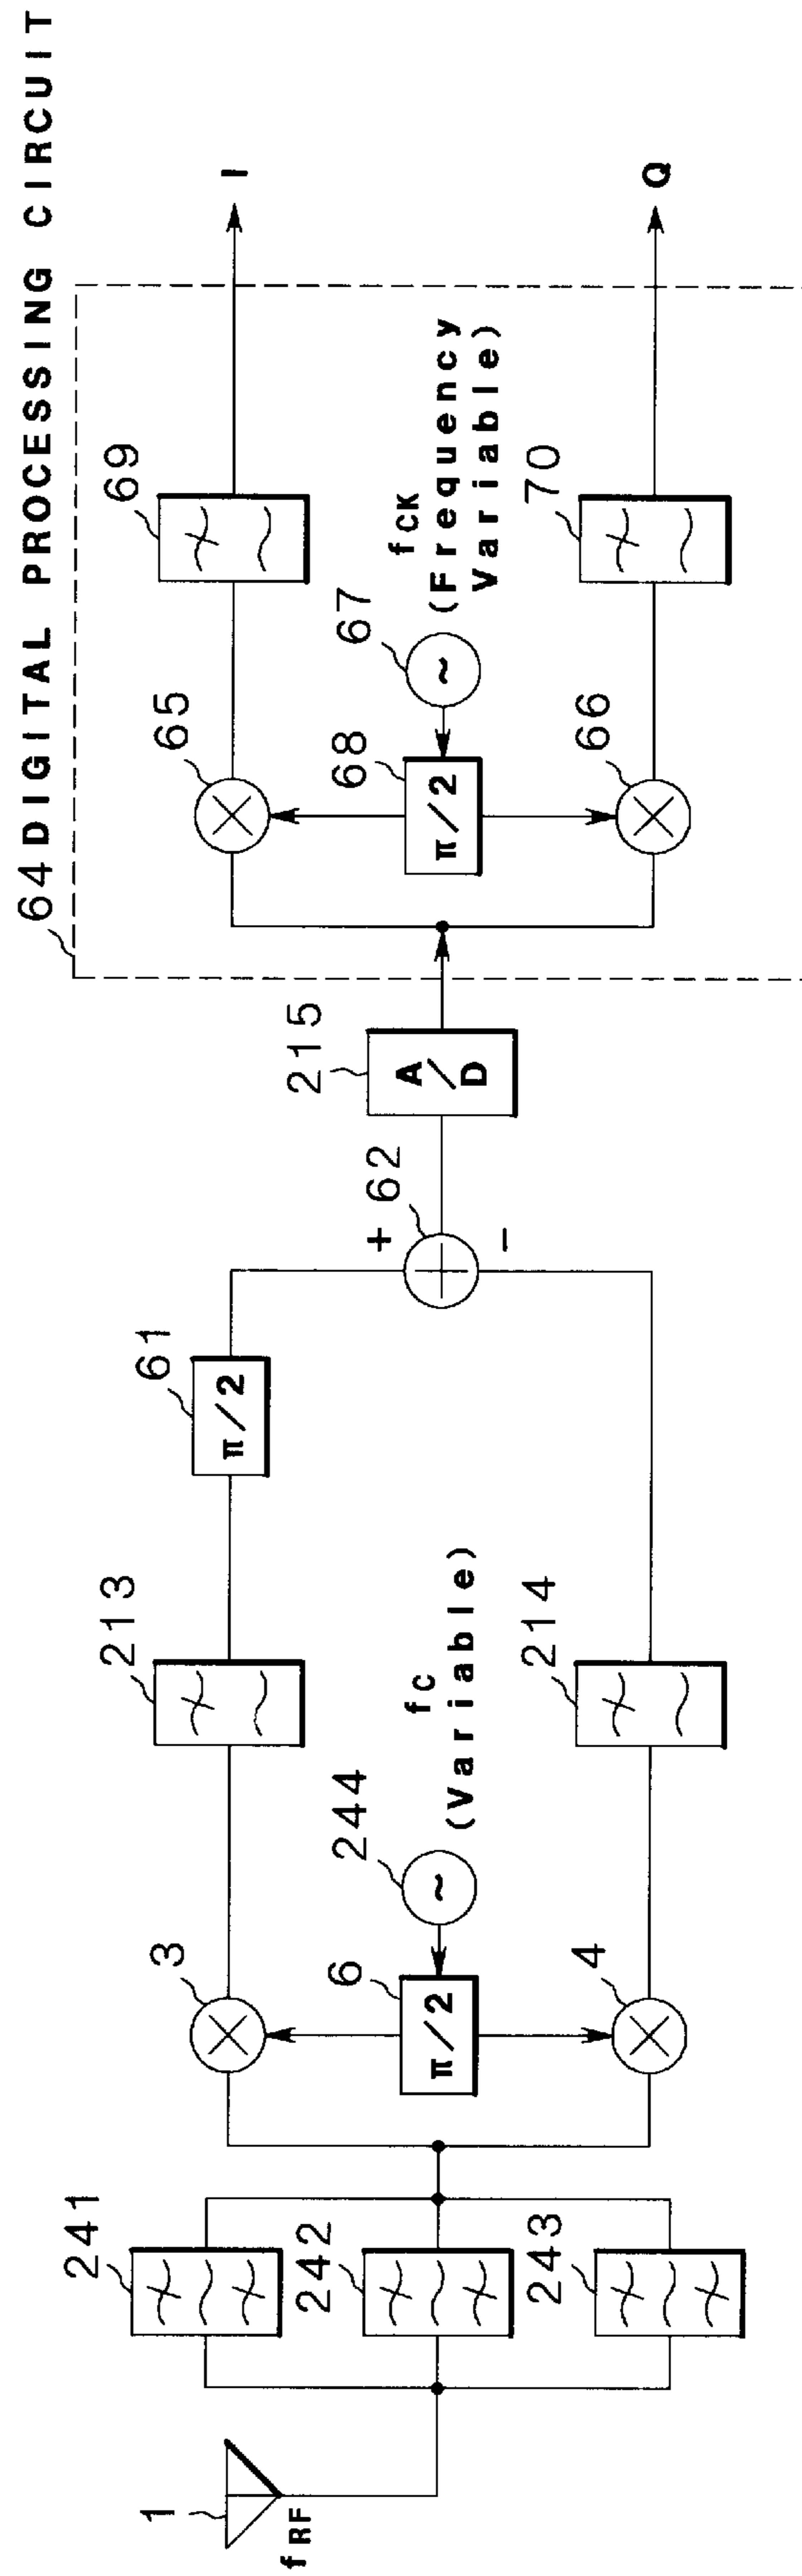 64 DIGITAL PROCESSING CIRCUIT
1
fRF
241
242
243
3
6
π/2
244
fC
(Variable)
4
213
214
61
π/2
+
62
−
215
A/D
65
68
π/2
67
~
fCK
(Frequency
Variable)
66
69
70
I
Q
~